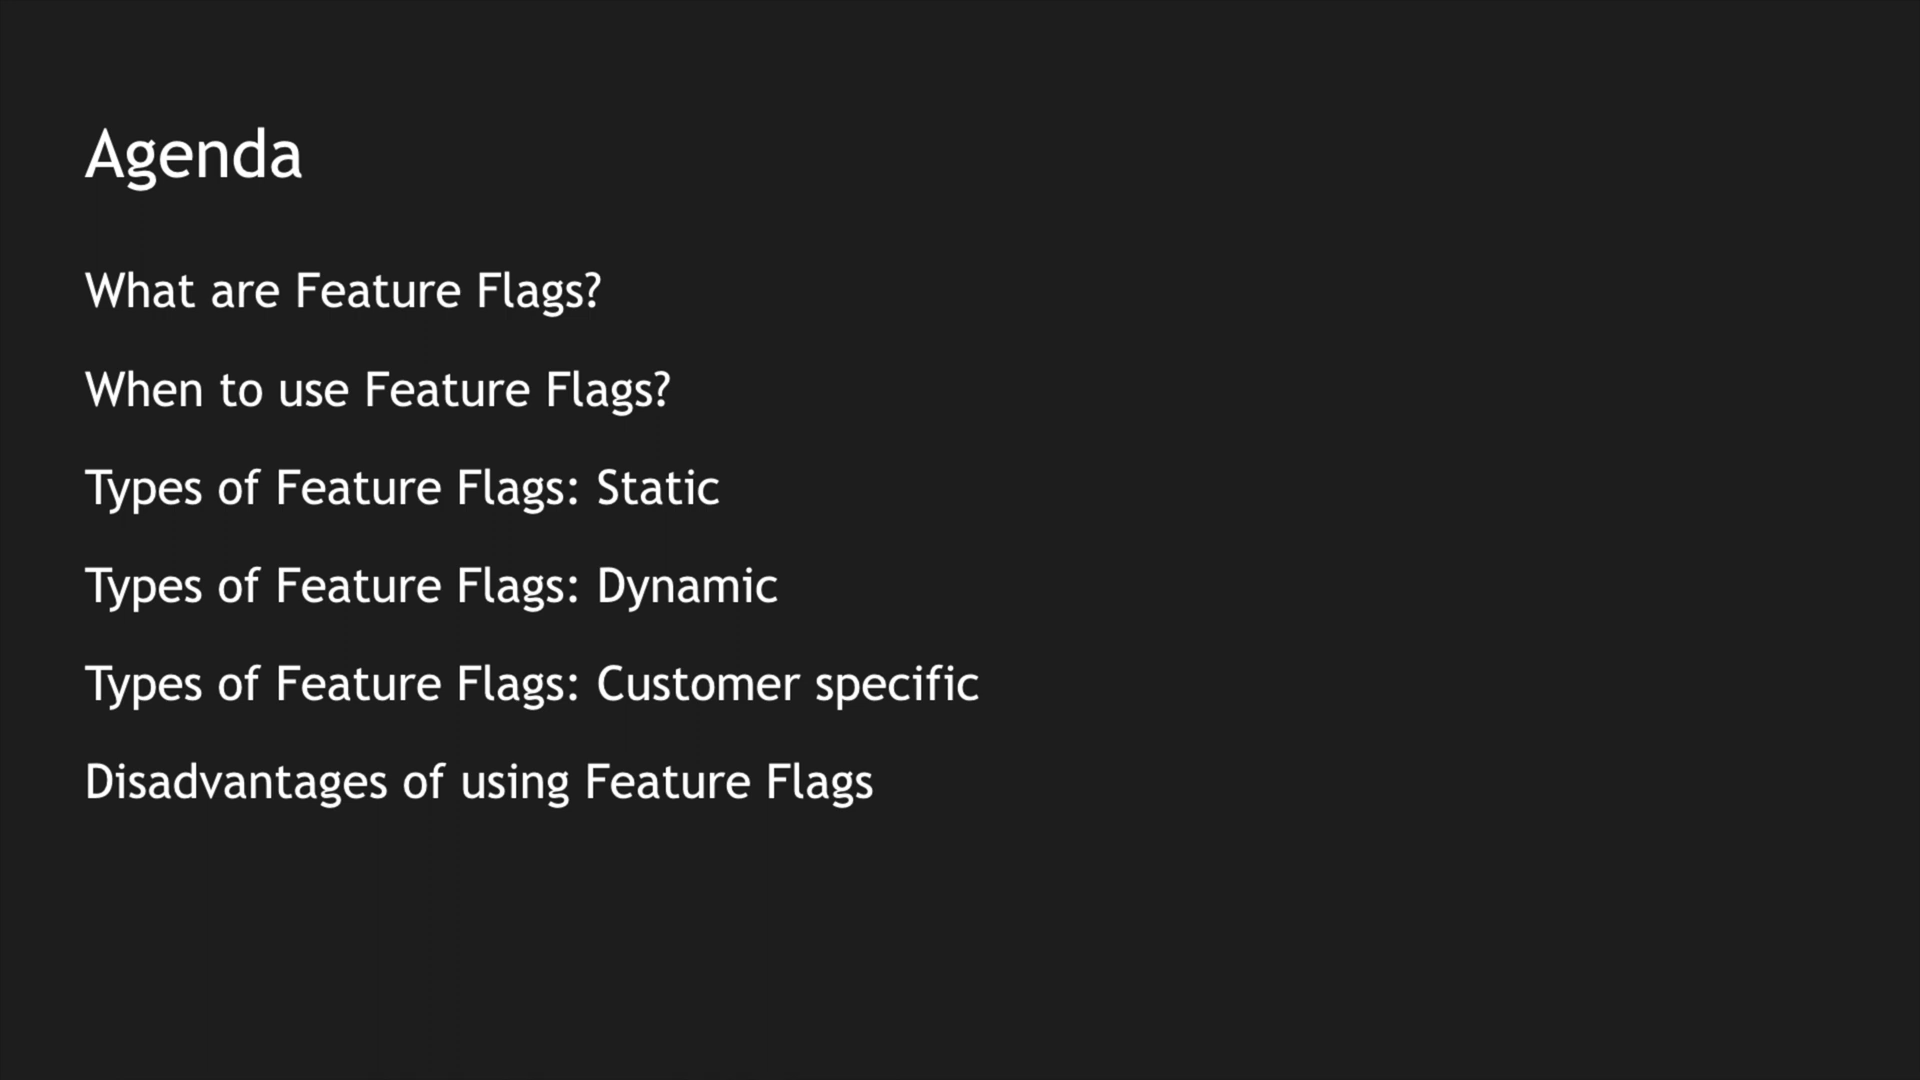 Agenda
What are Feature Flags?
When to use Feature Flags?
Types of Feature Flags: Static
Types of Feature Flags: Dynamic
Types of Feature Flags: Customer specific
Disadvantages of using Feature Flags